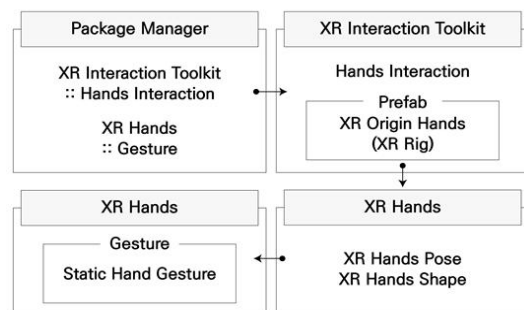 Package Manager
XR Interaction Toolkit
:: Hands Interaction
XR Hands
:: Gesture
XR Interaction Toolkit
Hands Interaction
Prefab
XR Origin Hands
(XR Rig)
XR Hands
Gesture
Static Hand Gesture
XR Hands
XR Hands Pose
XR Hands Shape